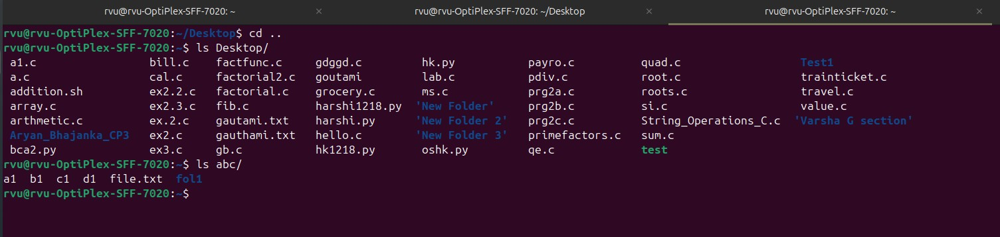 rvu@rvu-OptiPlex-SFF-7020: ~ × rvu@rvu-OptiPlex-SFF-7020: ~/Desktop × rvu@rvu-OptiPlex-SFF-7020: ~ ×
rvu@rvu-OptiPlex-SFF-7020:~/Desktop$ cd ..
rvu@rvu-OptiPlex-SFF-7020:~$ ls Desktop/
a1.c bill.c factfunc.c gdggd.c hk.py payro.c quad.c Test1
a.c cal.c factorial2.c goutami lab.c pdiv.c root.c trainticket.c
addition.sh ex2.2.c factorial.c grocery.c ms.c prg2a.c roots.c travel.c
array.c ex2.3.c fib.c harshi1218.py 'New Folder' prg2b.c si.c value.c
arthmetic.c ex.2.c gautami.txt harshi.py 'New Folder 2' prg2c.c String_Operations_C.c 'Varsha G section'
Aryan_Bhajanka_CP3 ex2.c gauthami.txt hello.c 'New Folder 3' primefactors.c sum.c
bca2.py ex3.c gb.c hk1218.py oshk.py qe.c test
rvu@rvu-OptiPlex-SFF-7020:~$ ls abc/
a1 b1 c1 d1 file.txt fol1
rvu@rvu-OptiPlex-SFF-7020:~$